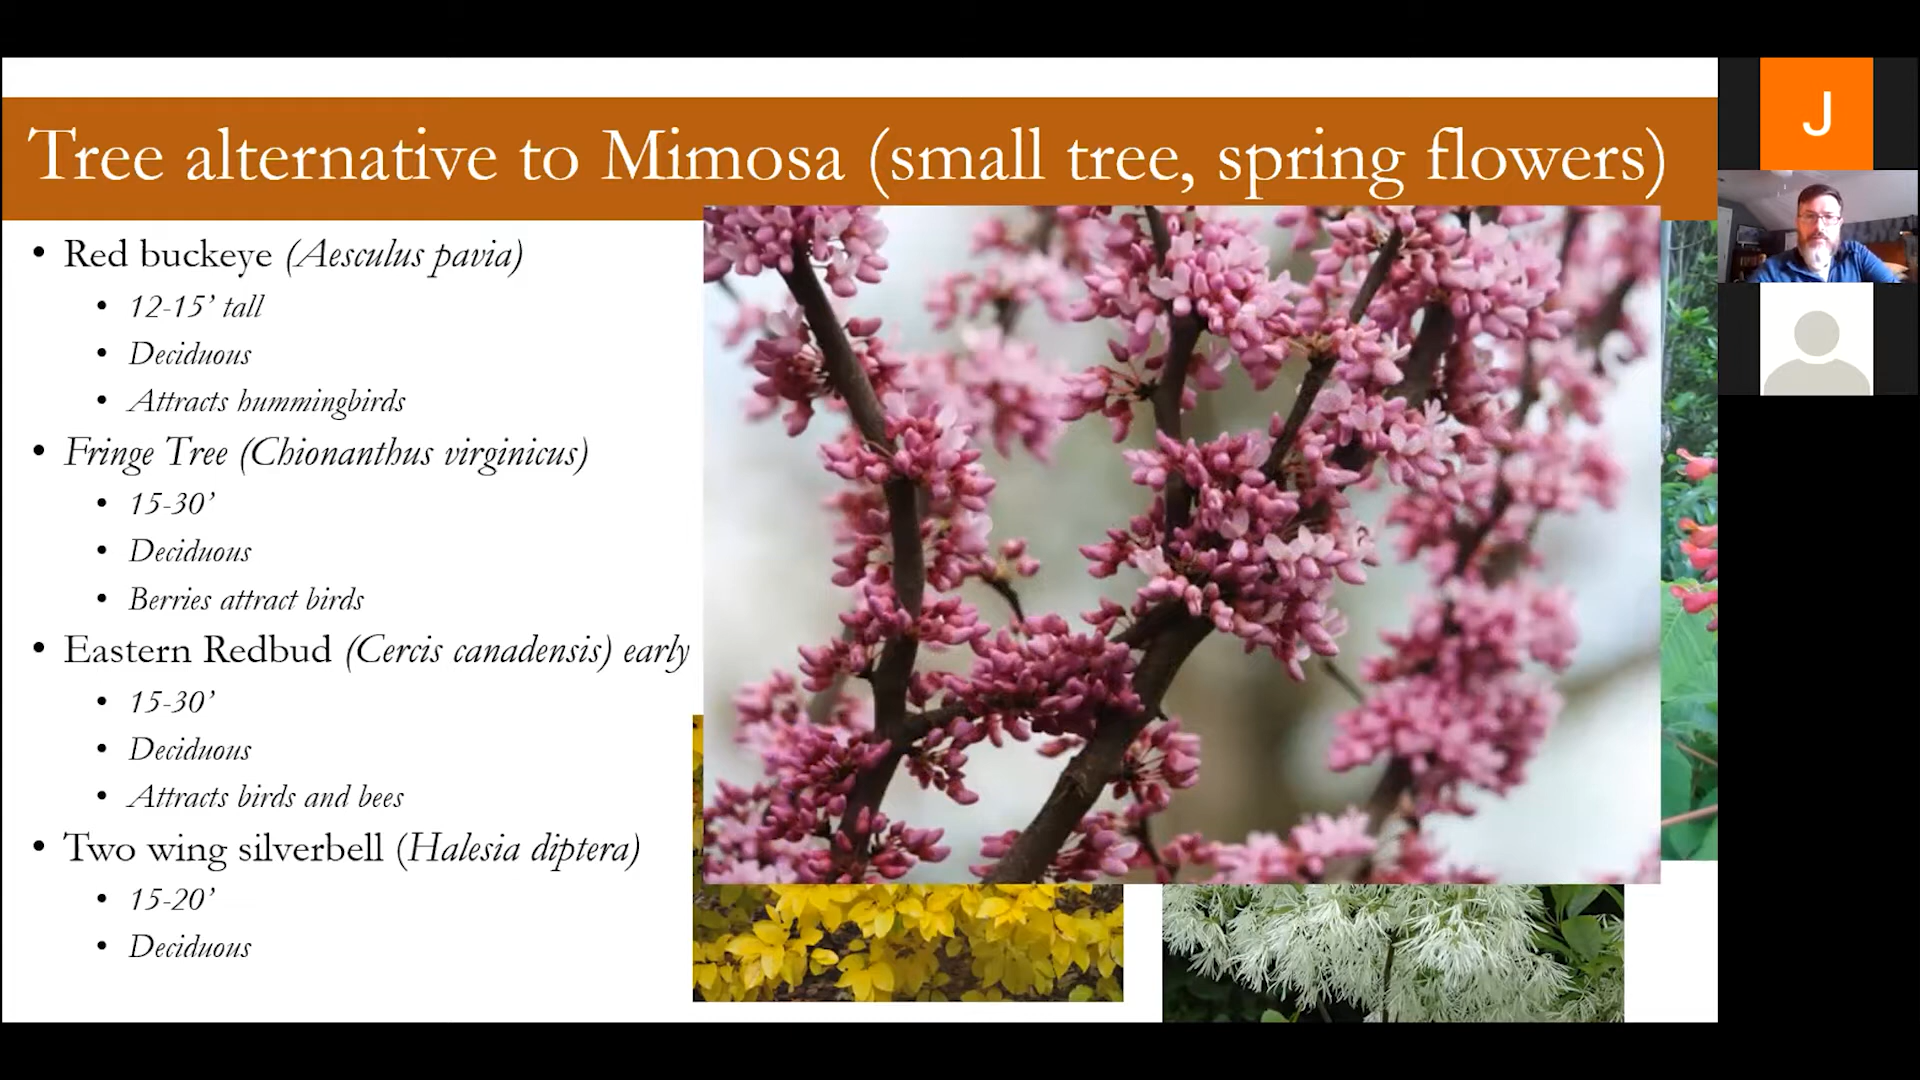 Tree alternative to Mimosa (small tree, spring flowers)
• Red buckeye (Aesculus pavia)
• 12-15’ tall
• Deciduous
• Attracts hummingbirds
• Fringe Tree (Chionanthus virginicus)
• 15-30’
• Deciduous
• Berries attract birds
• Eastern Redbud (Cercis canadensis) early
• 15-30’
• Deciduous
• Attracts birds and bees
• Two wing silverbell (Halesia diptera)
• 15-20’
• Deciduous
J